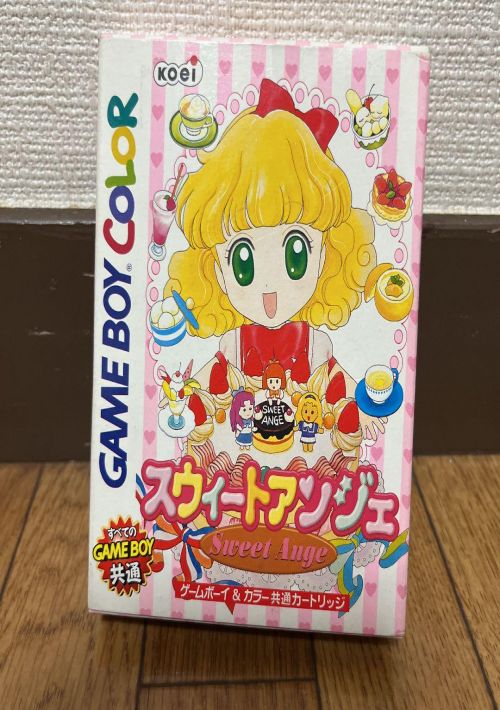 KOEI
GAME BOY COLOR
SWEET
ANGE
スウィートアンジェ
Sweet Ange
すべての
GAME BOY
共通
ゲームボーイ & カラー共通カートリッジ